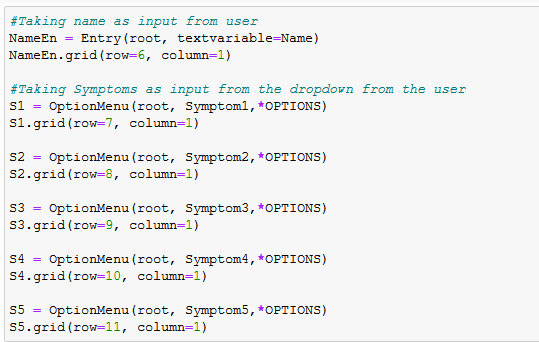 #Taking name as input from user
NameEn = Entry(root, textvariable=Name)
NameEn.grid(row=6, column=1)
#Taking Symptoms as input from the dropdown from the user
S1 = OptionMenu(root, Symptom1,*OPTIONS)
S1.grid(row=7, column=1)
S2 = OptionMenu(root, Symptom2,*OPTIONS)
S2.grid(row=8, column=1)
S3 = OptionMenu(root, Symptom3,*OPTIONS)
S3.grid(row=9, column=1)
S4 = OptionMenu(root, Symptom4,*OPTIONS)
S4.grid(row=10, column=1)
S5 = OptionMenu(root, Symptom5,*OPTIONS)
S5.grid(row=11, column=1)